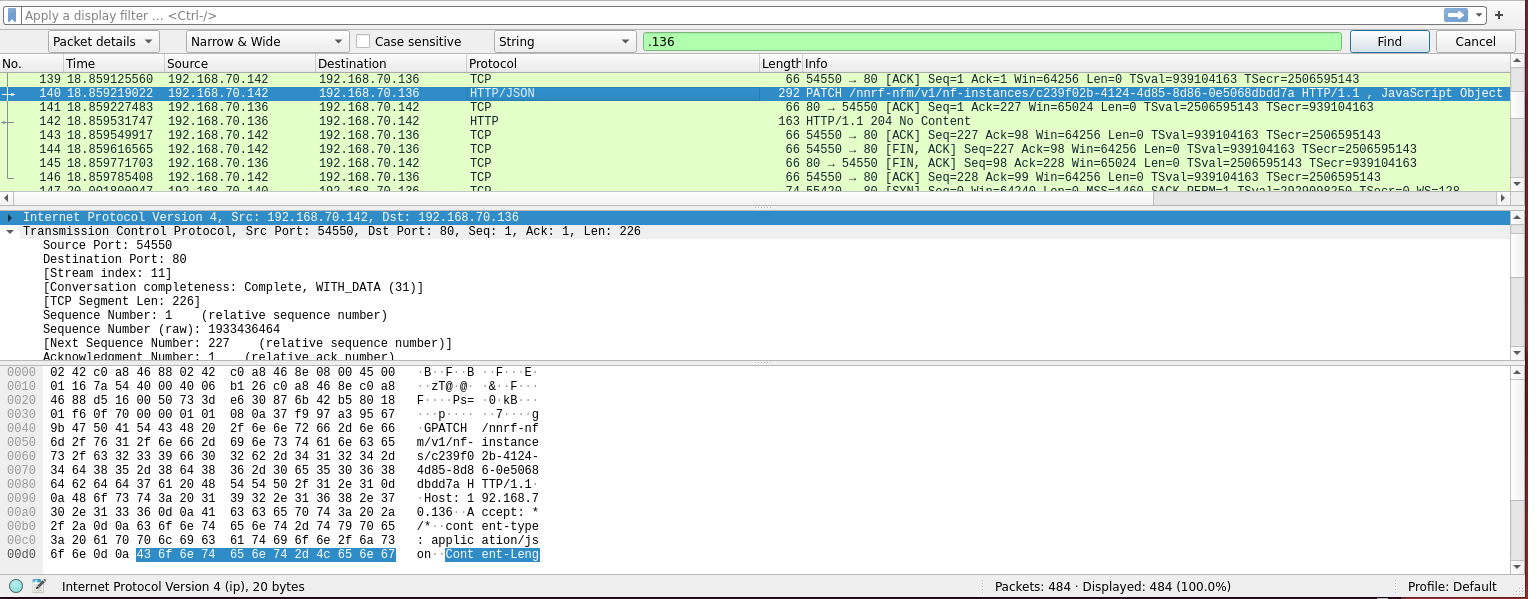 Apply a display filter … <Ctrl-/>
Packet details Narrow & Wide Case sensitive String .136 Find Cancel
No. Time Source Destination Protocol Length Info
139 18.859125560 192.168.70.142 192.168.70.136 TCP 66 54550 → 80 [ACK] Seq=1 Ack=1 Win=64256 Len=0 TSval=939104163 TSecr=2506595143
140 18.859219022 192.168.70.142 192.168.70.136 HTTP/JSON 292 PATCH /nnrf-nfm/v1/nf-instances/c239f02b-4124-4d85-8d86-0e5068dbdd7a HTTP/1.1 , JavaScript Object
141 18.859227483 192.168.70.136 192.168.70.142 TCP 66 80 → 54550 [ACK] Seq=1 Ack=227 Win=65024 Len=0 TSval=2506595143 TSecr=939104163
142 18.859531747 192.168.70.136 192.168.70.142 HTTP 163 HTTP/1.1 204 No Content
143 18.859549917 192.168.70.142 192.168.70.136 TCP 66 54550 → 80 [ACK] Seq=227 Ack=98 Win=64256 Len=0 TSval=939104163 TSecr=2506595143
144 18.859616565 192.168.70.142 192.168.70.136 TCP 66 54550 → 80 [FIN, ACK] Seq=227 Ack=98 Win=64256 Len=0 TSval=939104163 TSecr=2506595143
145 18.859771703 192.168.70.136 192.168.70.142 TCP 66 80 → 54550 [FIN, ACK] Seq=98 Ack=228 Win=65024 Len=0 TSval=2506595143 TSecr=939104163
146 18.859785408 192.168.70.142 192.168.70.136 TCP 66 54550 → 80 [ACK] Seq=228 Ack=99 Win=64256 Len=0 TSval=939104163 TSecr=2506595143
147 20.001800947 192.168.70.140 192.168.70.136 TCP 74 55420 → 80 [SYN] Seq=0 Win=64240 Len=0 MSS=1460 SACK_PERM=1 TSval=2929098250 TSecr=0 WS=128
Internet Protocol Version 4, Src: 192.168.70.142, Dst: 192.168.70.136
Transmission Control Protocol, Src Port: 54550, Dst Port: 80, Seq: 1, Ack: 1, Len: 226
Source Port: 54550
Destination Port: 80
[Stream index: 11]
[Conversation completeness: Complete, WITH_DATA (31)]
[TCP Segment Len: 226]
Sequence Number: 1 (relative sequence number)
Sequence Number (raw): 1933436464
[Next Sequence Number: 227 (relative sequence number)]
Acknowledgment Number: 1 (relative ack number)
0000 02 42 c0 a8 46 88 02 42 c0 a8 46 8e 08 00 45 00 ·B··F··B ··F···E·
0010 01 16 7a 54 40 00 40 06 b1 26 c0 a8 46 8e c0 a8 ··zT@·@· ·&··F···
0020 46 88 d5 16 00 50 73 3d e6 30 87 6b 42 b5 80 18 F····Ps= ·0·kB···
0030 01 f6 0f 70 00 00 01 01 08 0a 37 f9 97 a3 95 67 ···p···· ··7····g
0040 9b 47 50 41 54 43 48 20 2f 6e 6e 72 66 2d 6e 66 ·GPATCH /nnrf-nf
0050 6d 2f 76 31 2f 6e 66 2d 69 6e 73 74 61 6e 63 65 m/v1/nf- instance
0060 73 2f 63 32 33 39 66 30 32 62 2d 34 31 32 34 2d s/c239f0 2b-4124-
0070 34 64 38 35 2d 38 64 38 36 2d 30 65 35 30 36 38 4d85-8d8 6-0e5068
0080 64 62 64 64 37 61 20 48 54 54 50 2f 31 2e 31 0d dbdd7a H TTP/1.1·
0090 0a 48 6f 73 74 3a 20 31 39 32 2e 31 36 38 2e 37 ·Host: 1 92.168.7
00a0 30 2e 31 33 36 0d 0a 41 63 63 65 70 74 3a 20 2a 0.136··A ccept: *
00b0 2f 2a 0d 0a 63 6f 6e 74 65 6e 74 2d 74 79 70 65 /*··cont ent-type
00c0 3a 20 61 70 70 6c 69 63 61 74 69 6f 6e 2f 6a 73 : applic ation/js
00d0 6f 6e 0d 0a 43 6f 6e 74 65 6e 74 2d 4c 65 6e 67 on··Cont ent-Leng
Internet Protocol Version 4 (ip), 20 bytes Packets: 484 · Displayed: 484 (100.0%) Profile: Default